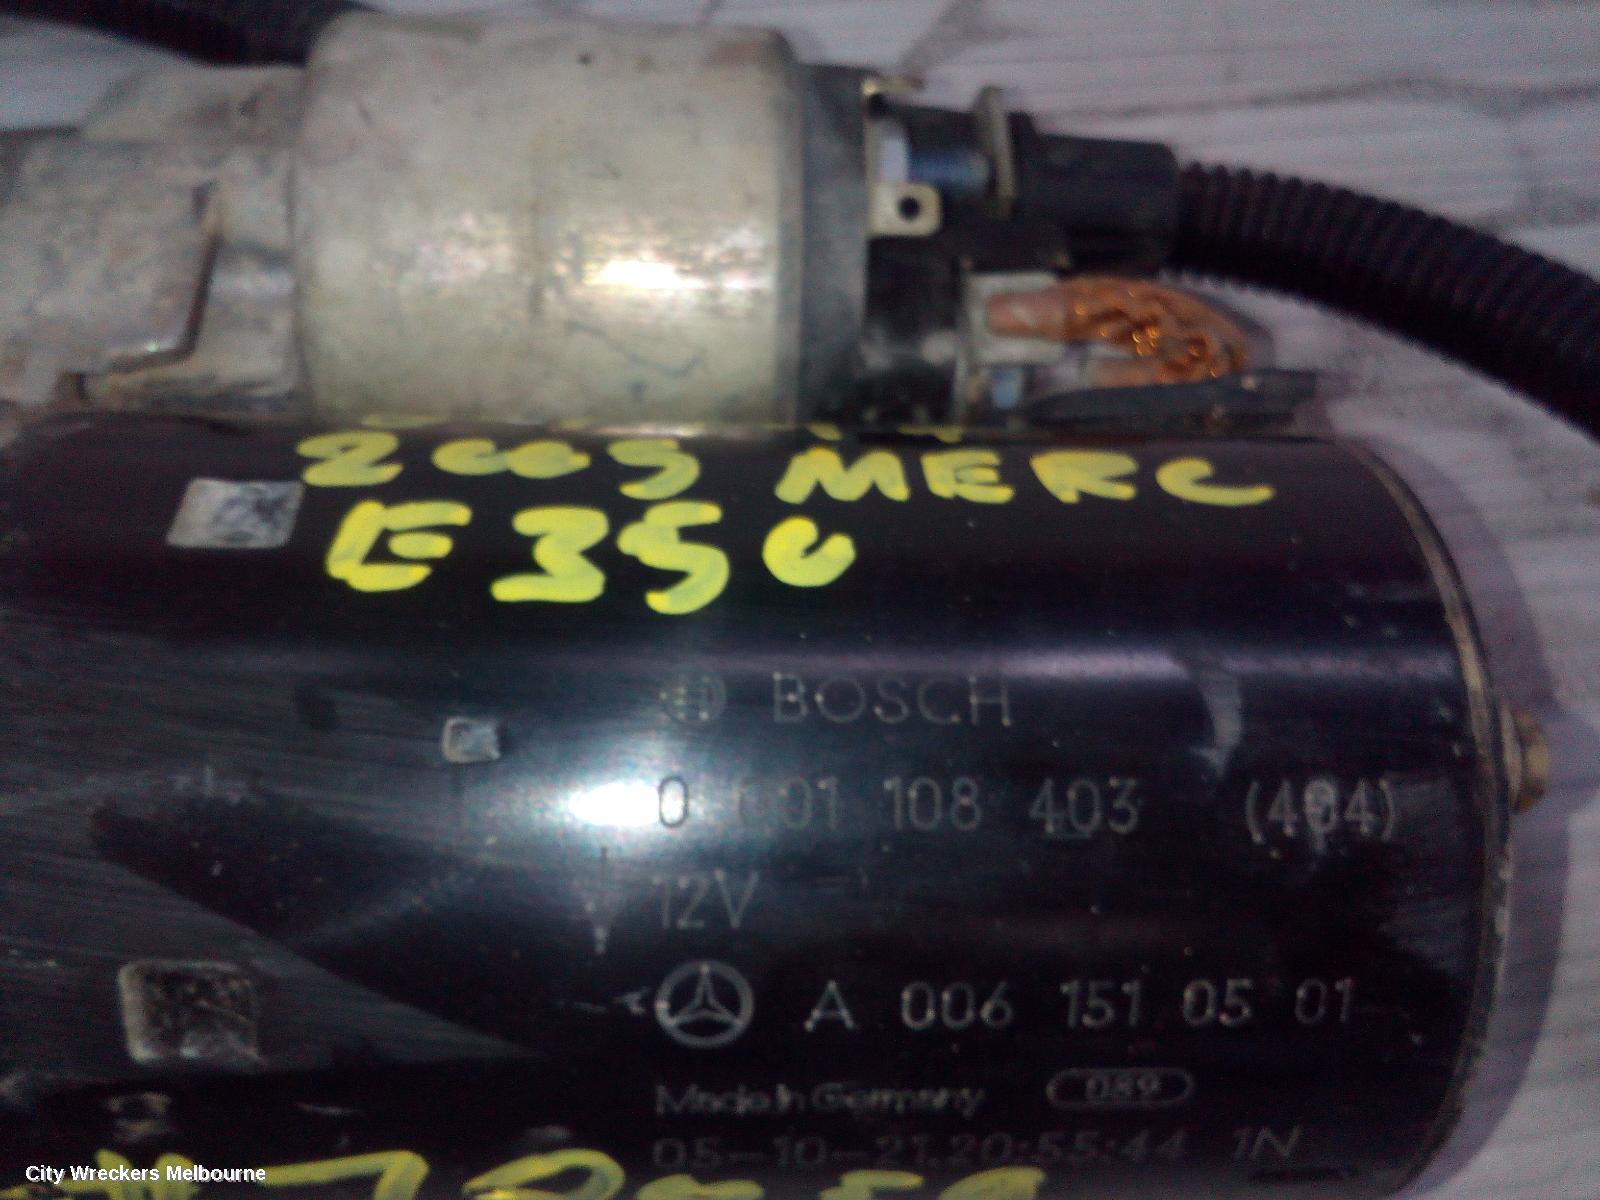 2005 MERC
E350
BOSCH
0 001 108 403 (404)
12V
A 006 151 05 01
Made in Germany 089
05-10-21.20:55:44 1N
City Wreckers Melbourne